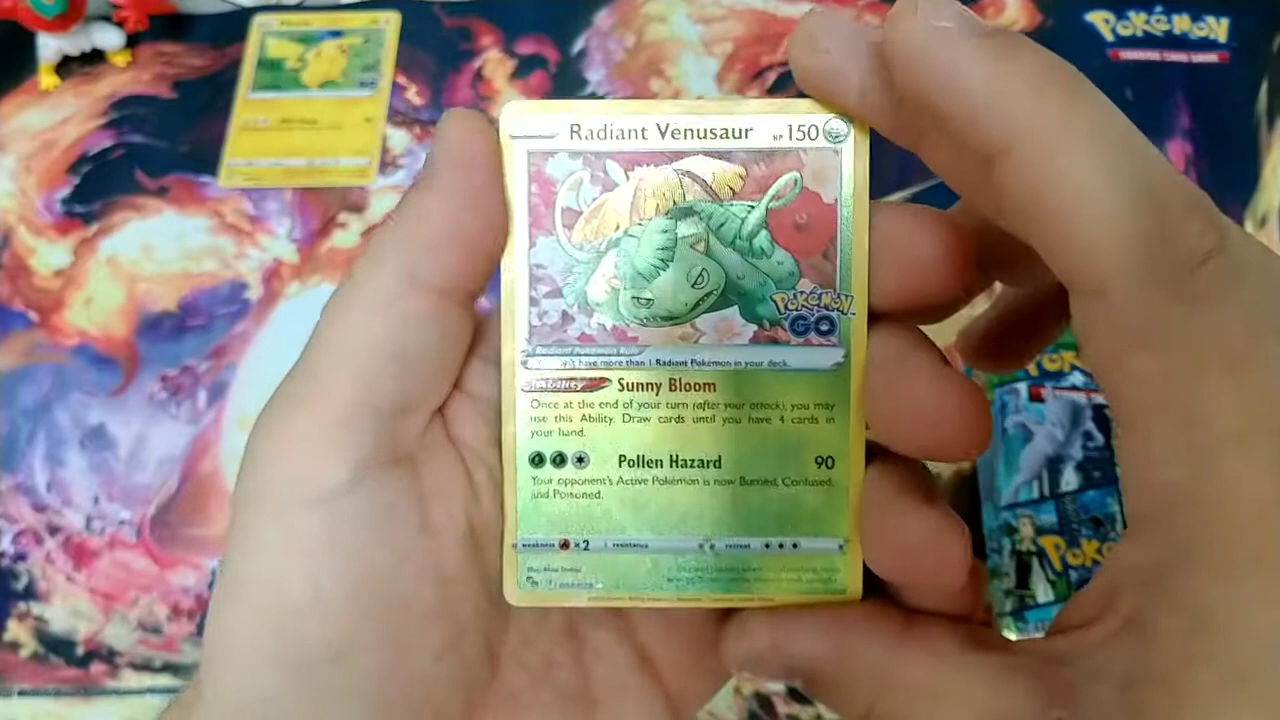 POKéMON
TRADING CARD GAME
Radiant Venusaur HP 150
POKéMON
GO
Radiant Pokémon Rule
have more than 1 Radiant Pokémon in your deck.
Ability Sunny Bloom
Once at the end of your turn (after your attack), you may
use this Ability. Draw cards until you have 4 cards in
your hand.
Pollen Hazard 90
Your opponent's Active Pokémon is now Burned, Confused,
and Poisoned.
weakness ×2 resistance retreat